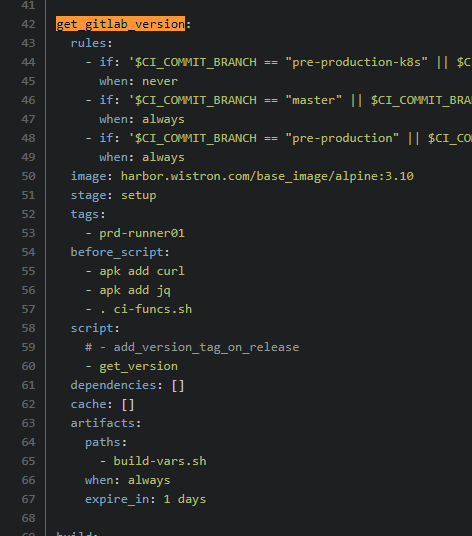 41
42 get_gitlab_version:
43 rules:
44 - if: '$CI_COMMIT_BRANCH == "pre-production-k8s" || $C
45 when: never
46 - if: '$CI_COMMIT_BRANCH == "master" || $CI_COMMIT_BRA
47 when: always
48 - if: '$CI_COMMIT_BRANCH == "pre-production" || $CI_CO
49 when: always
50 image: harbor.wistron.com/base_image/alpine:3.10
51 stage: setup
52 tags:
53 - prd-runner01
54 before_script:
55 - apk add curl
56 - apk add jq
57 - . ci-funcs.sh
58 script:
59 # - add_version_tag_on_release
60 - get_version
61 dependencies: []
62 cache: []
63 artifacts:
64 paths:
65 - build-vars.sh
66 when: always
67 expire_in: 1 days
68
69 build: